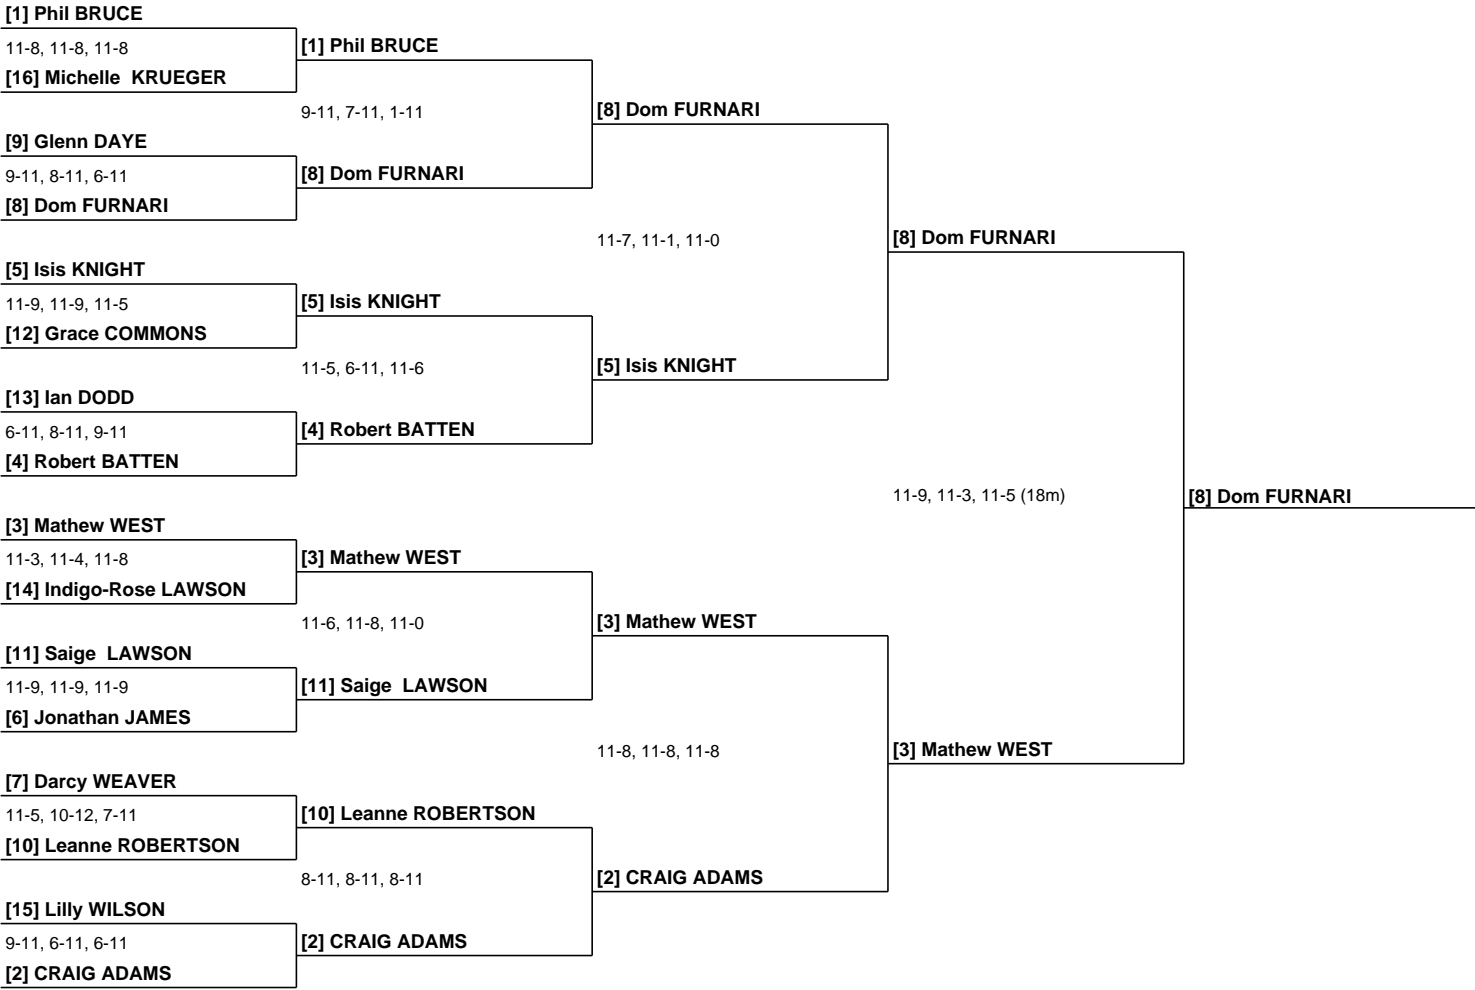 [1] Phil BRUCE
11-8, 11-8, 11-8
[16] Michelle  KRUEGER
[9] Glenn DAYE
9-11, 8-11, 6-11
[8] Dom FURNARI
[5] Isis KNIGHT
11-9, 11-9, 11-5
[12] Grace COMMONS
[13] Ian DODD
6-11, 8-11, 9-11
[4] Robert BATTEN
[3] Mathew WEST
11-3, 11-4, 11-8
[14] Indigo-Rose LAWSON
[11] Saige  LAWSON
11-9, 11-9, 11-9
[6] Jonathan JAMES
[7] Darcy WEAVER
11-5, 10-12, 7-11
[10] Leanne ROBERTSON
[15] Lilly WILSON
9-11, 6-11, 6-11
[2] CRAIG ADAMS
[1] Phil BRUCE
9-11, 7-11, 1-11
[8] Dom FURNARI
[5] Isis KNIGHT
11-5, 6-11, 11-6
[4] Robert BATTEN
[3] Mathew WEST
11-6, 11-8, 11-0
[11] Saige  LAWSON
[10] Leanne ROBERTSON
8-11, 8-11, 8-11
[2] CRAIG ADAMS
[8] Dom FURNARI
11-7, 11-1, 11-0
[5] Isis KNIGHT
[3] Mathew WEST
11-8, 11-8, 11-8
[2] CRAIG ADAMS
[8] Dom FURNARI
11-9, 11-3, 11-5 (18m)
[3] Mathew WEST
[8] Dom FURNARI